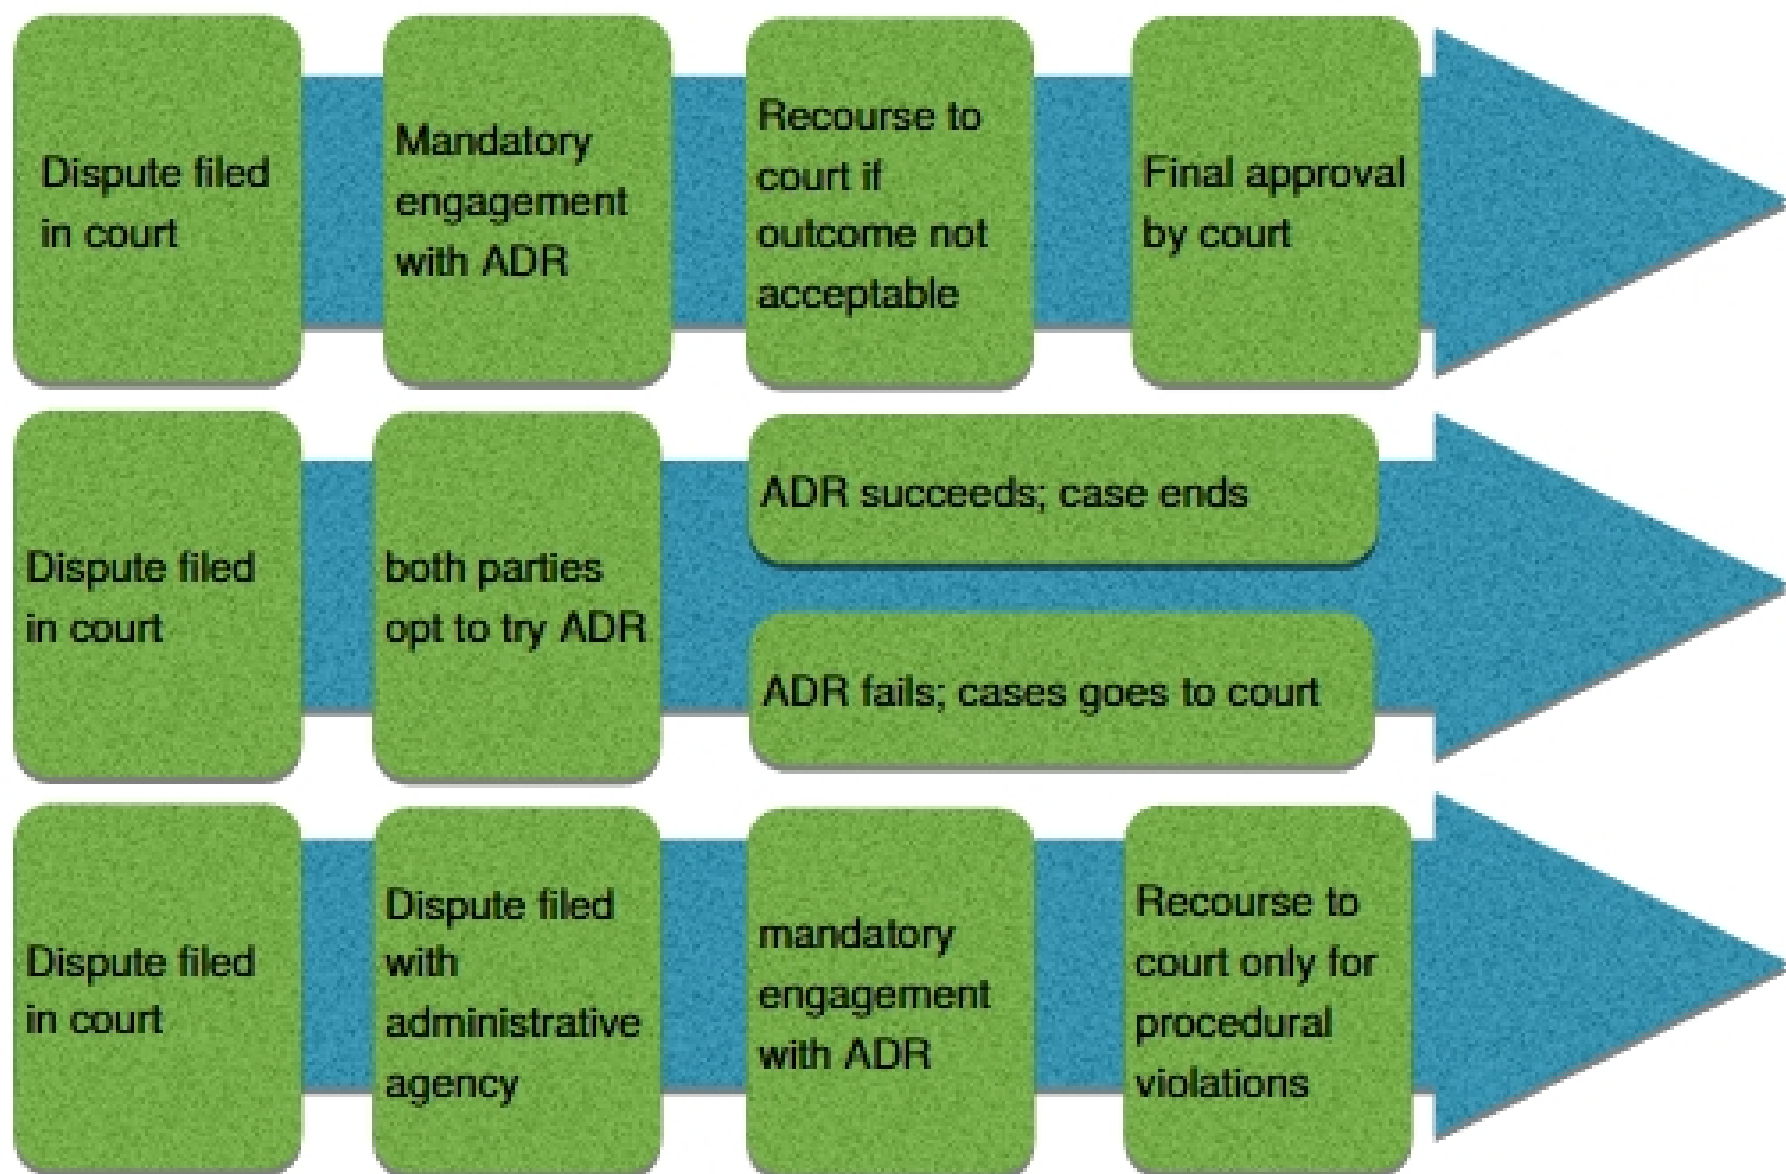 Dispute filed
in court
Mandatory
engagement
with ADR
Recourse to
court if
outcome not
acceptable
Final approval
by court
Dispute filed
in court
both parties
opt to try ADR
ADR succeeds; case ends
ADR fails; cases goes to court
Dispute filed
in court
Dispute filed
with
administrative
agency
mandatory
engagement
with ADR
Recourse to
court only for
procedural
violations